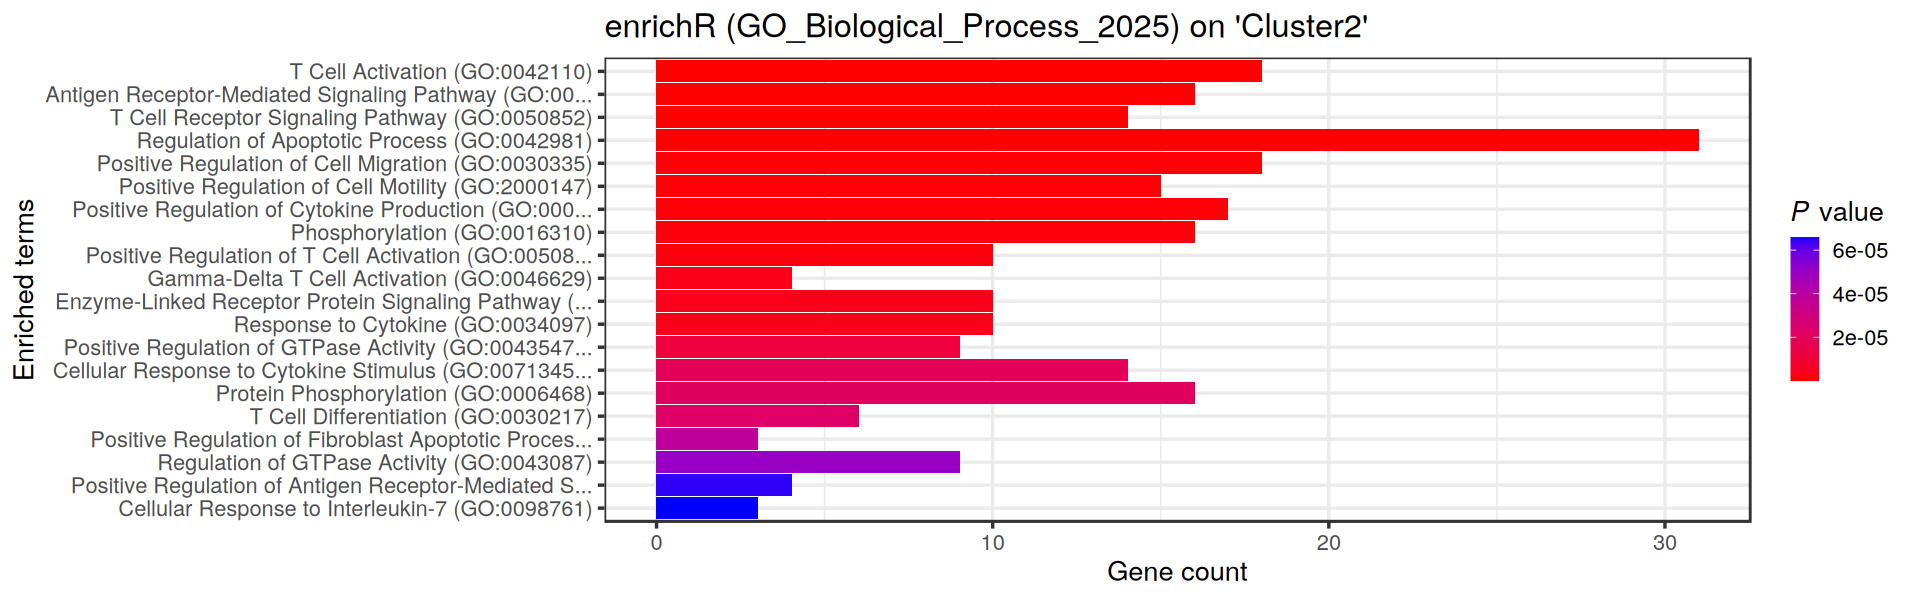 enrichR (GO_Biological_Process_2025) on 'Cluster2'
T Cell Activation (GO:0042110)
Antigen Receptor-Mediated Signaling Pathway (GO:00...
T Cell Receptor Signaling Pathway (GO:0050852)
Regulation of Apoptotic Process (GO:0042981)
Positive Regulation of Cell Migration (GO:0030335)
Positive Regulation of Cell Motility (GO:2000147)
Positive Regulation of Cytokine Production (GO:000...
Phosphorylation (GO:0016310)
Positive Regulation of T Cell Activation (GO:00508...
Gamma-Delta T Cell Activation (GO:0046629)
Enzyme-Linked Receptor Protein Signaling Pathway (...
Response to Cytokine (GO:0034097)
Positive Regulation of GTPase Activity (GO:0043547...
Cellular Response to Cytokine Stimulus (GO:0071345...
Protein Phosphorylation (GO:0006468)
T Cell Differentiation (GO:0030217)
Positive Regulation of Fibroblast Apoptotic Proces...
Regulation of GTPase Activity (GO:0043087)
Positive Regulation of Antigen Receptor-Mediated S...
Cellular Response to Interleukin-7 (GO:0098761)
Enriched terms
0 10 20 30
Gene count
P value
6e-05
4e-05
2e-05